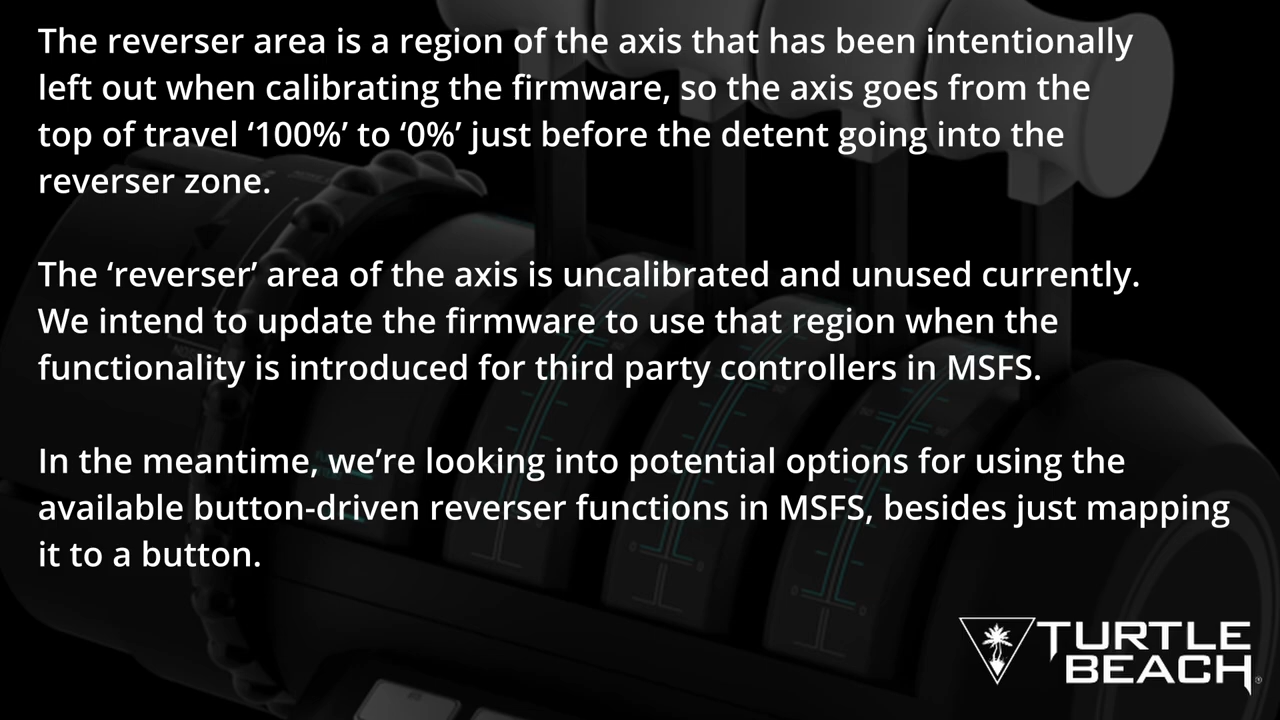 The reverser area is a region of the axis that has been intentionally
left out when calibrating the firmware, so the axis goes from the
top of travel ‘100%’ to ‘0%’ just before the detent going into the
reverser zone.
The ‘reverser’ area of the axis is uncalibrated and unused currently.
We intend to update the firmware to use that region when the
functionality is introduced for third party controllers in MSFS.
In the meantime, we’re looking into potential options for using the
available button-driven reverser functions in MSFS, besides just mapping
it to a button.
TURTLE
BEACH